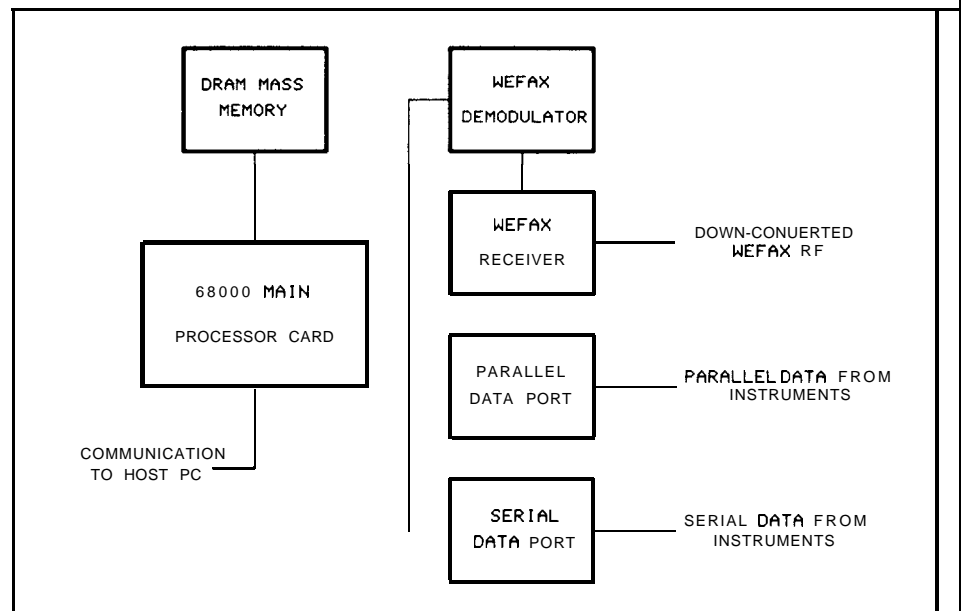 DRAM MASS
MEMORY
WEFAX
DEMODULATOR
WEFAX
RECEIVER
DOWN-CONUERTED
WEFAX RF
68000 MAIN
PROCESSOR CARD
PARALLEL
DATA PORT
PARALLEL DATA FROM
INSTRUMENTS
COMMUNICATION
TO HOST PC
SERIAL
DATA PORT
SERIAL DATA FROM
INSTRUMENTS